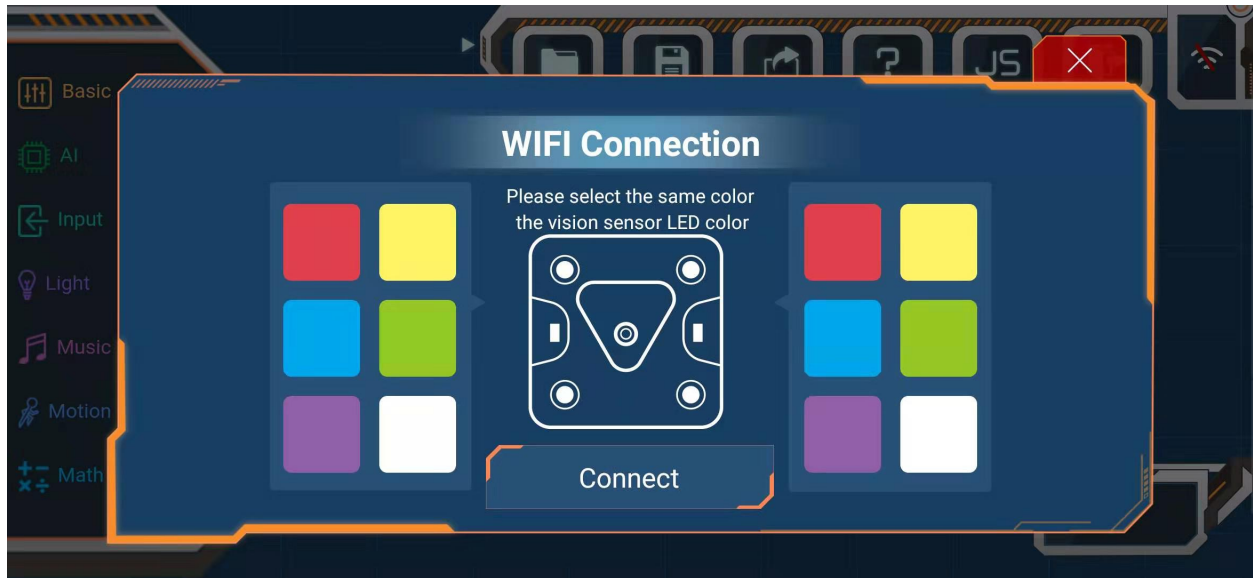 JS
Basic
AI
Input
Light
Music
Motion
Math
WIFI Connection
Please select the same color
the vision sensor LED color
Connect